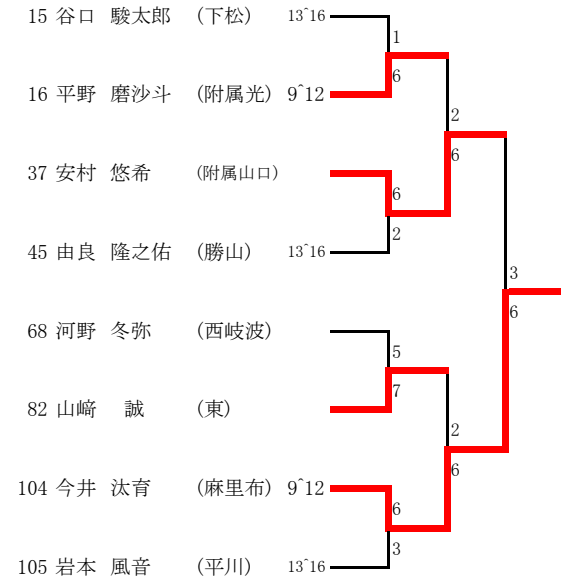 15 谷口 駿太郎 (下松) 13~16
1
6
16 平野 磨沙斗 (附属光) 9~12
2
6
37 安村 悠希 (附属山口)
6
2
45 由良 隆之佑 (勝山) 13~16
3
6
68 河野 冬弥 (西岐波)
5
7
82 山﨑 誠 (東)
2
6
104 今井 汰育 (麻里布) 9~12
6
3
105 岩本 風音 (平川) 13~16